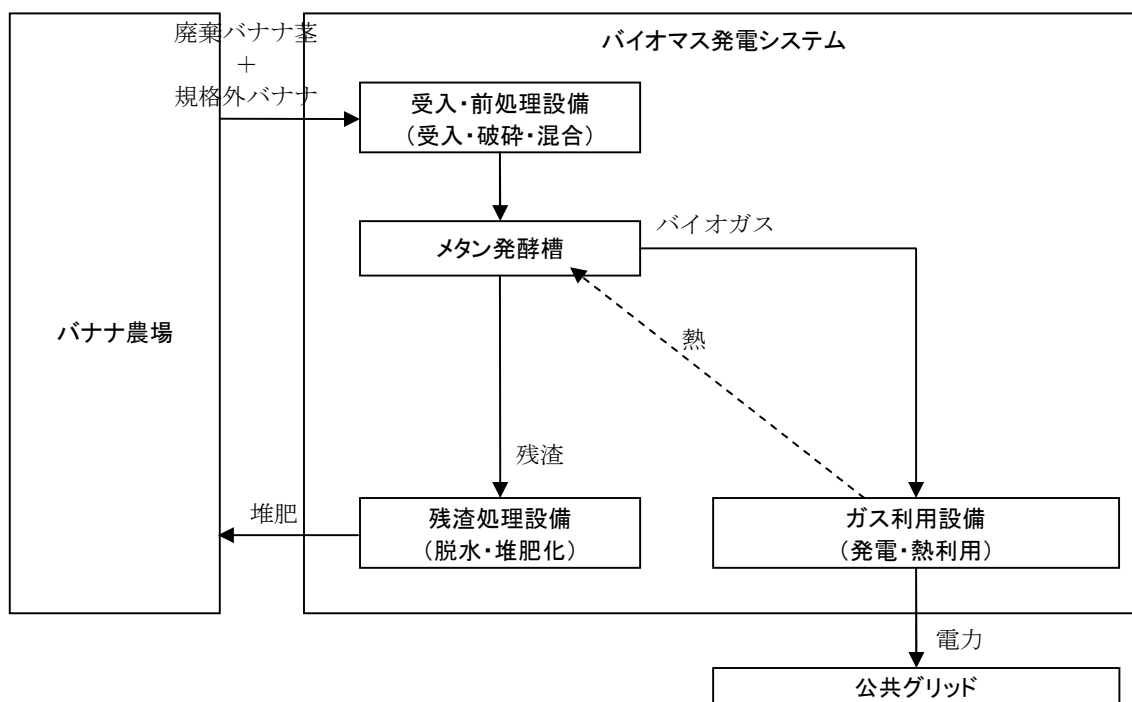 廃棄バナナ茎
+
規格外バナナ
バイオマス発電システム
受入・前処理設備
(受入・破砕・混合)
バイオガス
メタン発酵槽
バナナ農場
熱
残渣
堆肥
残渣処理設備
(脱水・堆肥化)
ガス利用設備
(発電・熱利用)
電力
公共グリッド